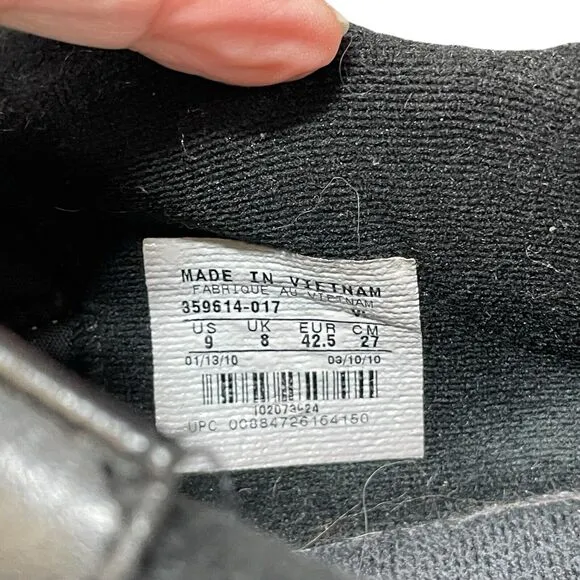 MADE IN VIETNAM
FABRIQUE AU VIETNAM
359614-017
US UK EUR CM
9 8 42.5 27
01/13/10 03/10/10
UPC 00884726164150